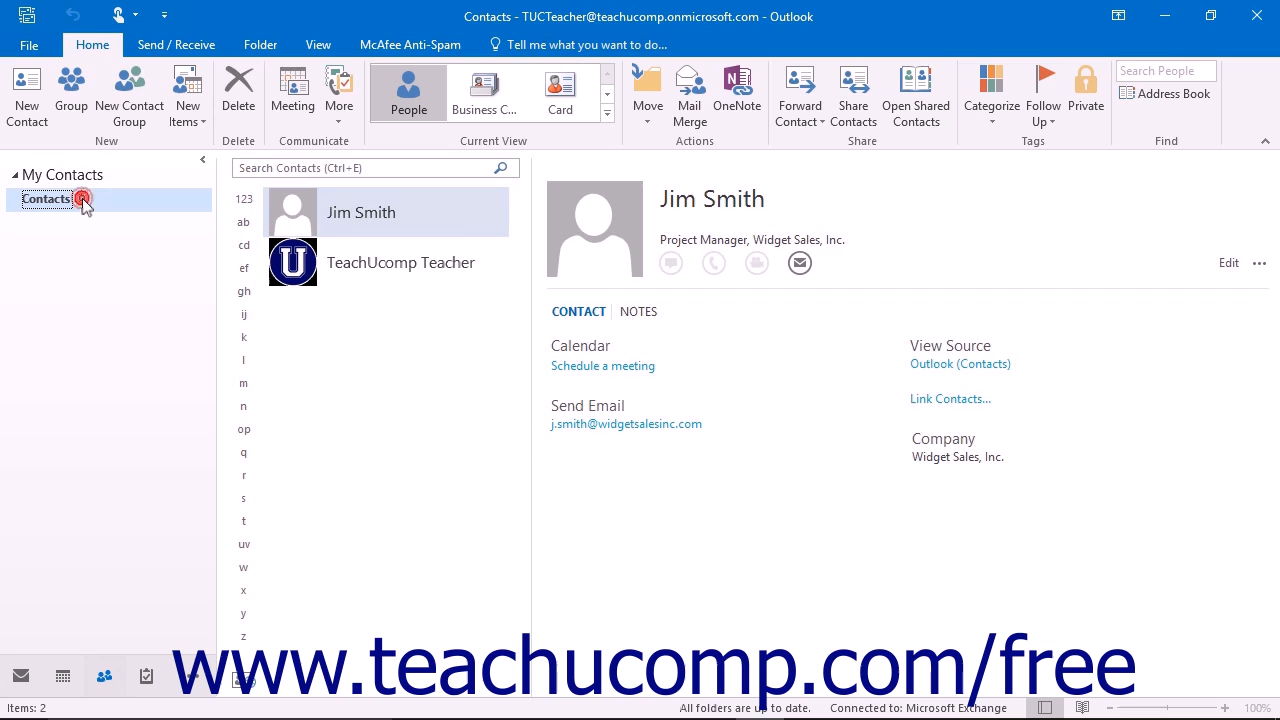 Contacts - TUCTeacher@teachucomp.onmicrosoft.com - Outlook
File Home Send / Receive Folder View McAfee Anti-Spam Tell me what you want to do...
New Contact
Group
New Contact Group
New Items
New
Delete
Delete
Meeting
More
Communicate
People
Business C...
Card
Current View
Move
Mail Merge
OneNote
Actions
Forward Contact
Share Contacts
Open Shared Contacts
Share
Categorize
Follow Up
Private
Tags
Search People
Address Book
Find
My Contacts
Contacts
Search Contacts (Ctrl+E)
123
ab
cd
ef
gh
ij
k
l
m
n
op
q
r
s
t
uv
w
x
y
z
Jim Smith
U
TeachUcomp Teacher
Jim Smith
Project Manager, Widget Sales, Inc.
Edit
CONTACT NOTES
Calendar
Schedule a meeting
Send Email
j.smith@widgetsalesinc.com
View Source
Outlook (Contacts)
Link Contacts...
Company
Widget Sales, Inc.
www.teachucomp.com/free
Items: 2
All folders are up to date. Connected to: Microsoft Exchange 100%